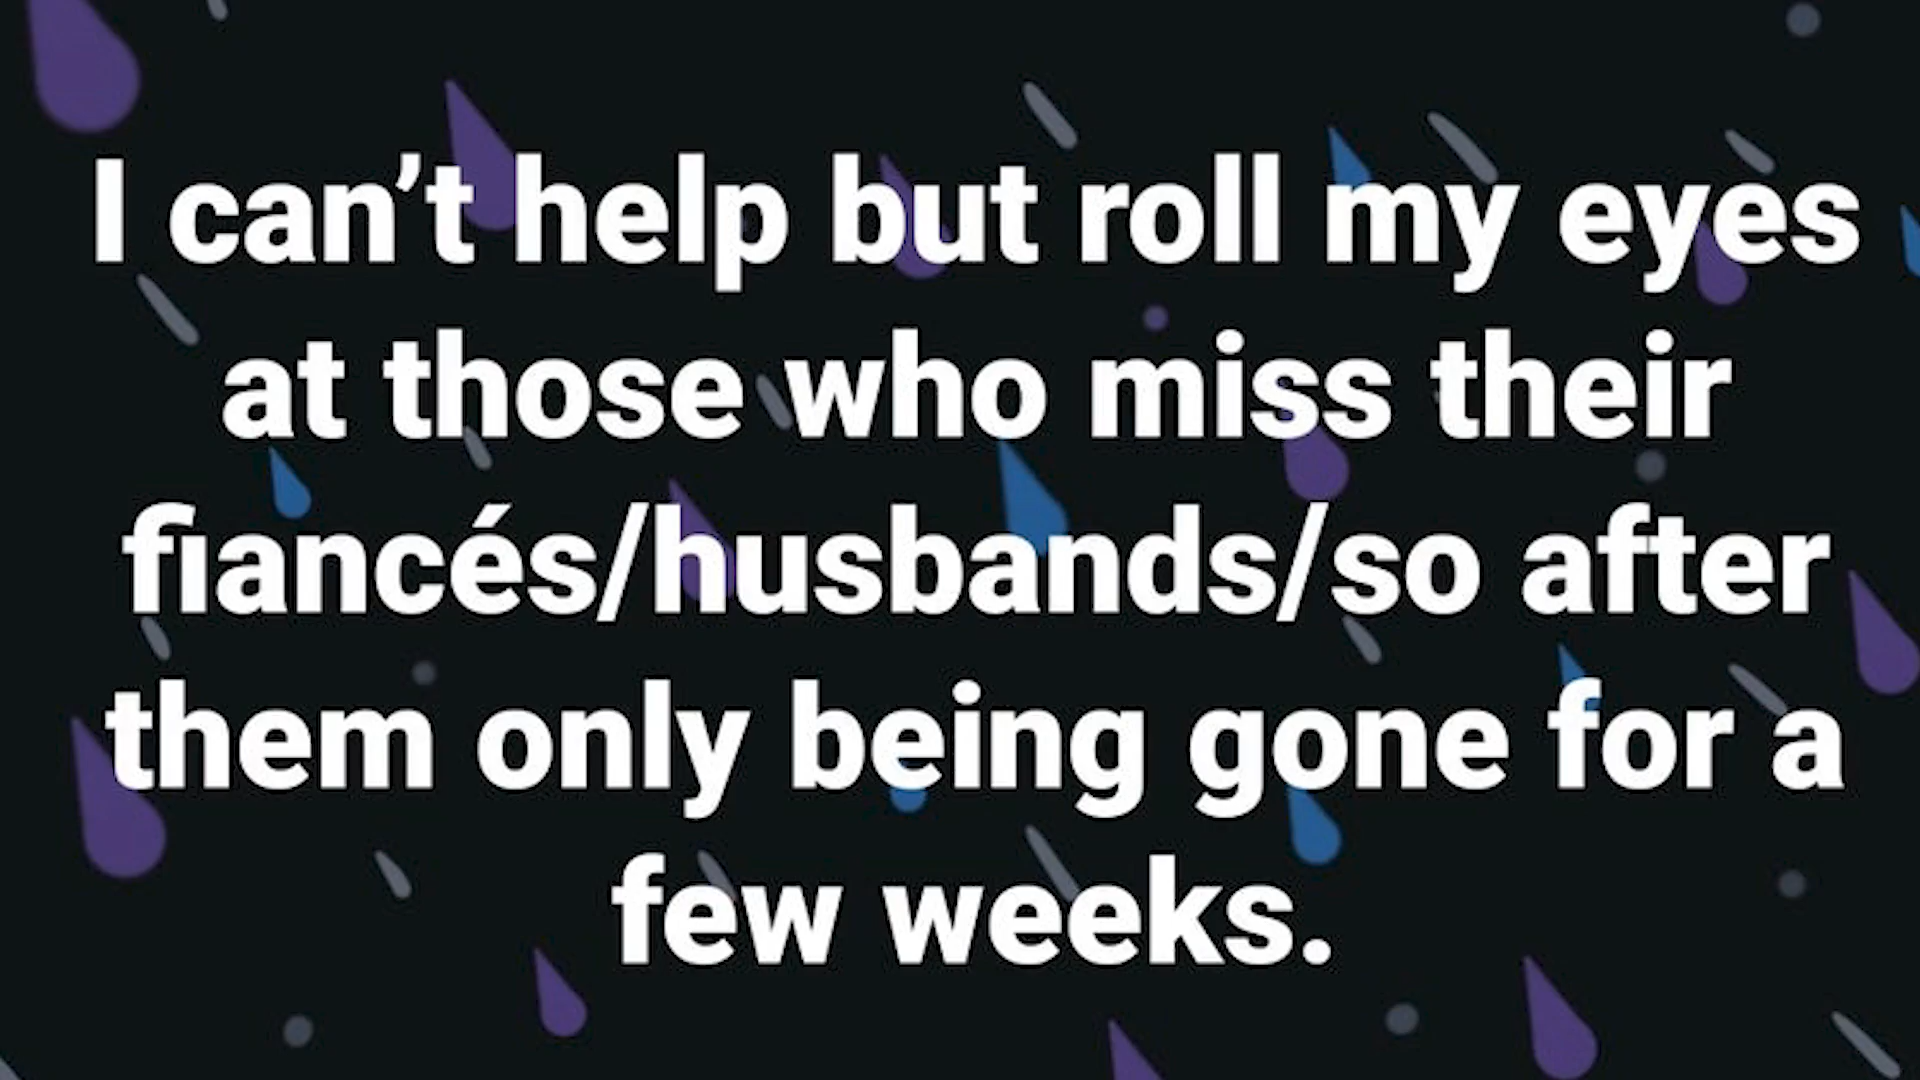 I can’t help but roll my eyes
at those who miss their
fiancés/husbands/so after
them only being gone for a
few weeks.